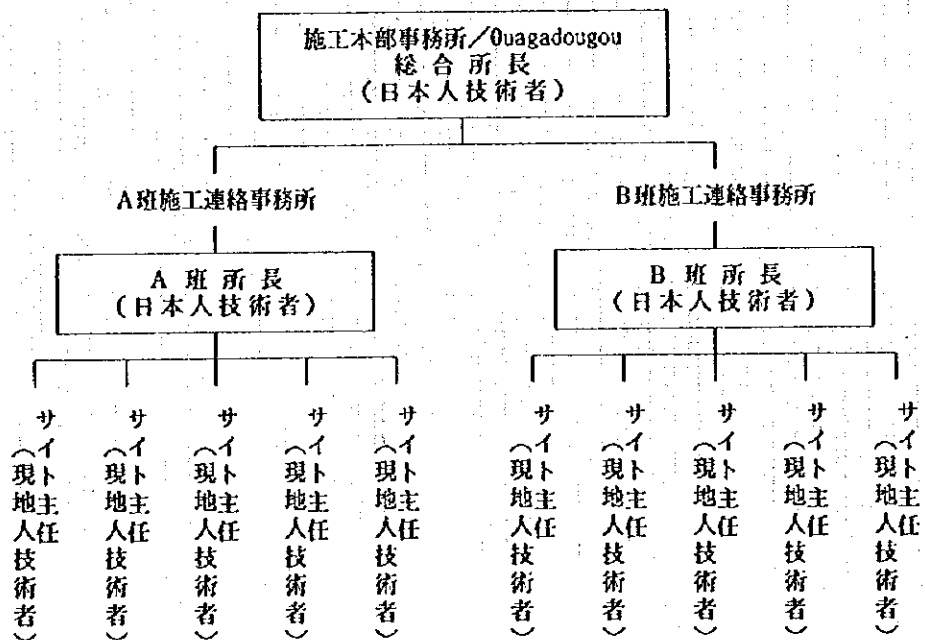 施工本部事務所／Ouagadougou
総合所長
（日本人技術者）
A班施工連絡事務所
B班施工連絡事務所
A班所長
（日本人技術者）
B班所長
（日本人技術者）
サイト主任
（現地人技術者）
サイト主任
（現地人技術者）
サイト主任
（現地人技術者）
サイト主任
（現地人技術者）
サイト主任
（現地人技術者）
サイト主任
（現地人技術者）
サイト主任
（現地人技術者）
サイト主任
（現地人技術者）
サイト主任
（現地人技術者）
サイト主任
（現地人技術者）